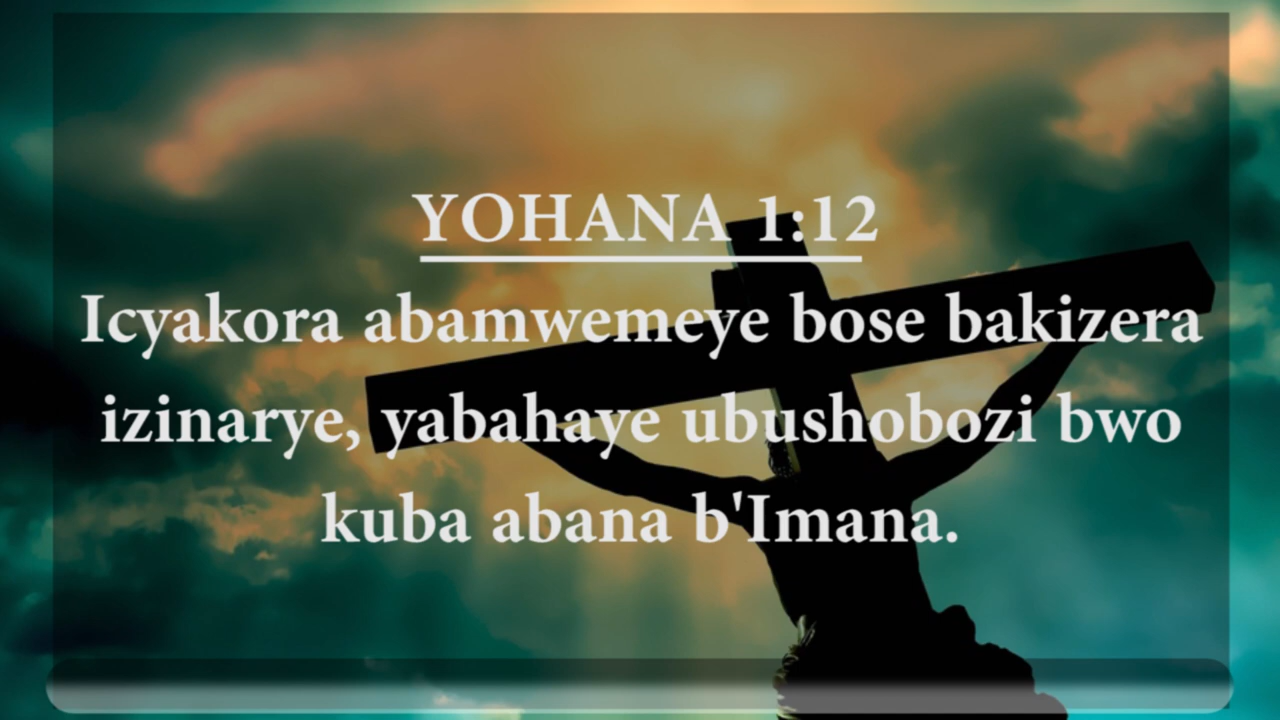 YOHANA 1:12
Icyakora abamwemeye bose bakizera
izinarye, yabahaye ubushobozi bwo
kuba abana b'Imana.